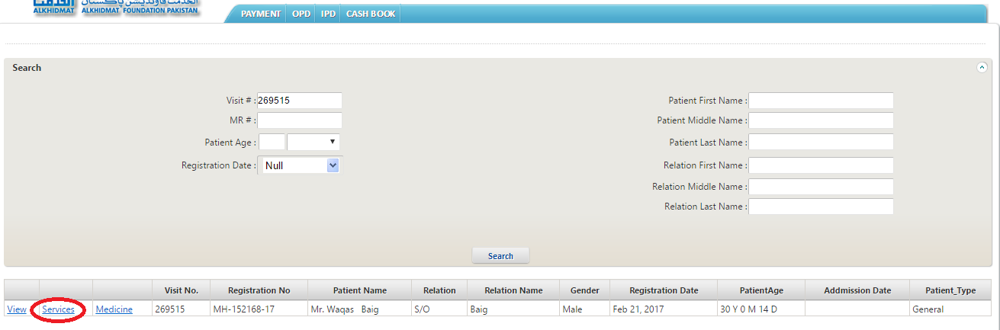 الخدمت فاؤنڈیشن پاکستان
ALKHIDMAT ALKHIDMAT FOUNDATION PAKISTAN
PAYMENT OPD IPD CASH BOOK
Search
Visit # : 269515 Patient First Name :
MR # : Patient Middle Name :
Patient Age : Patient Last Name :
Registration Date : Null Relation First Name :
Relation Middle Name :
Relation Last Name :
Search
Visit No. Registration No Patient Name Relation Relation Name Gender Registration Date PatientAge Addmission Date Patient_Type
View Services Medicine 269515 MH-152168-17 Mr. Waqas Baig S/O Baig Male Feb 21, 2017 30 Y 0 M 14 D General